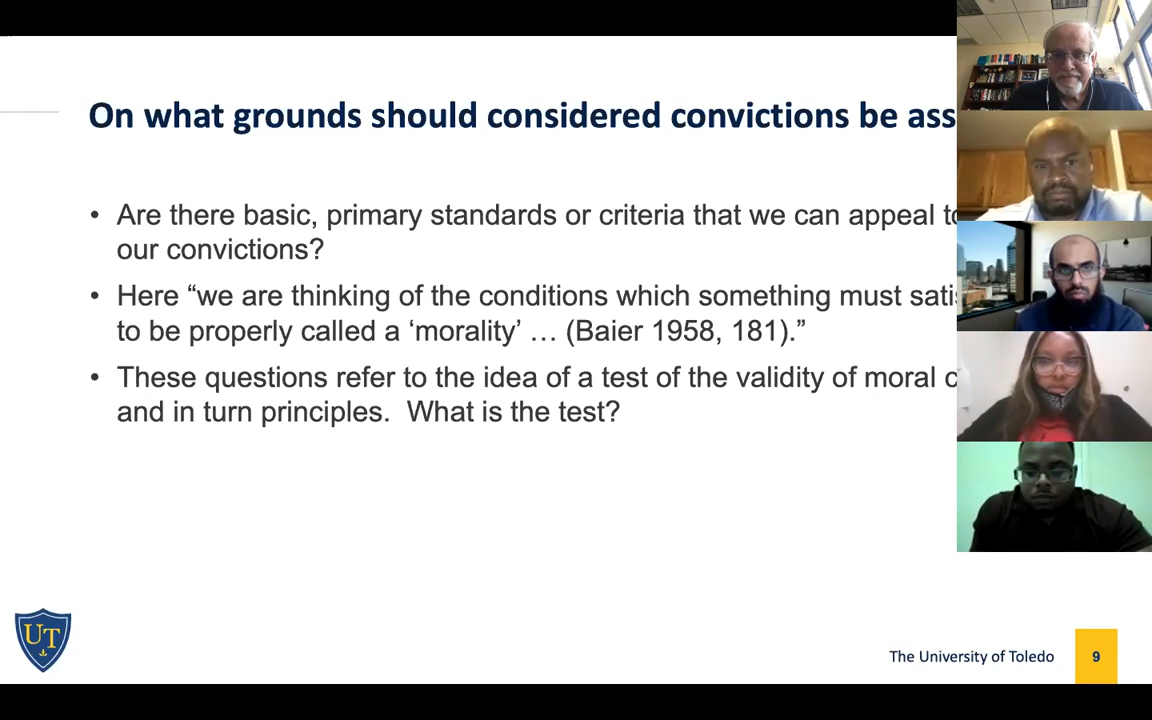 On what grounds should considered convictions be
• Are there basic, primary standards or criteria that we can appeal
our convictions?
• Here “we are thinking of the conditions which something must
to be properly called a ‘morality’ … (Baier 1958, 181).”
• These questions refer to the idea of a test of the validity of moral
and in turn principles.  What is the test?
UT
The University of Toledo
9